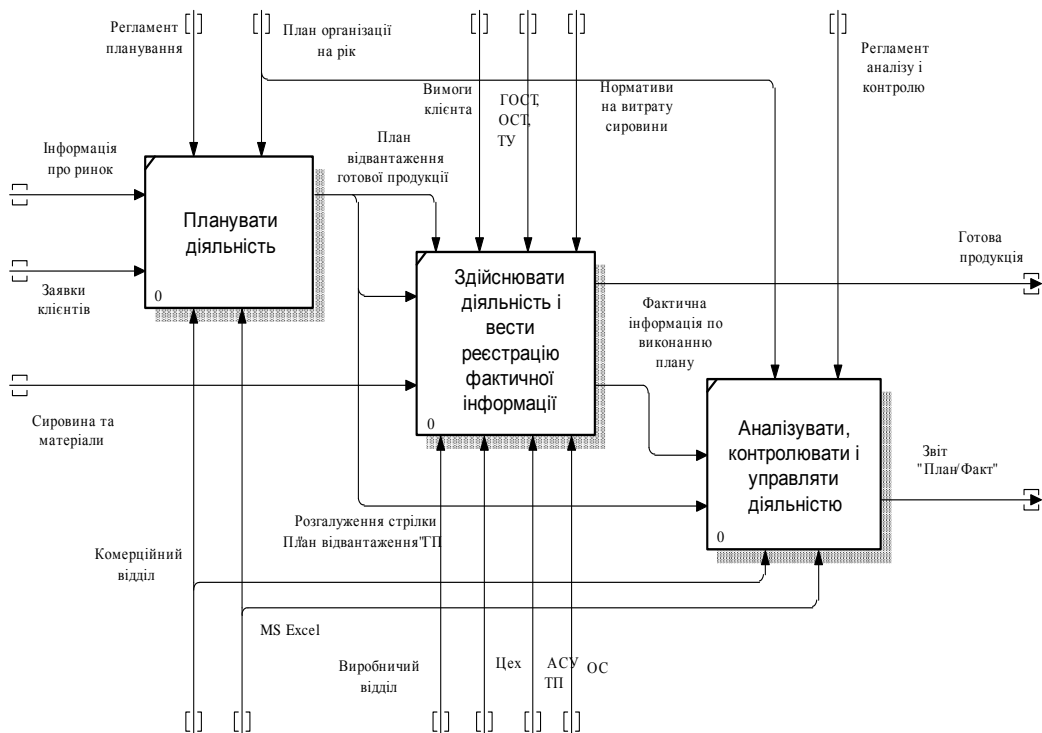 Регламент
планування
План організації
на рік
Вимоги
клієнта
ГОСТ,
ОСТ,
ТУ
Нормативи
на витрату
сировини
Регламент
аналізу і
контролю
Інформація
про ринок
План
відвантаження
готової продукції
Планувати
діяльність
0
Заявки
клієнтів
Готова
продукція
Здійснювати
діяльність і
вести
реєстрацію
фактичної
інформації
0
Фактична
інформація по
виконанню
плану
Сировина та
матеріали
Аналізувати,
контролювати і
управляти
діяльністю
0
Звіт
"План/Факт"
Розгалуження стрілки
"План відвантаження ГП"
Комерційний
відділ
MS Excel
Виробничий
відділ
Цех
АСУ
ТП
ОС